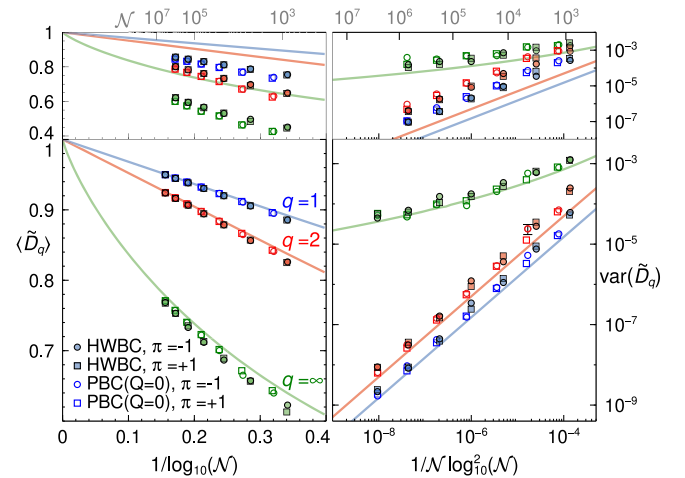 𝒩 10⁷ 10⁵ 10³ 10⁷ 10⁶ 10⁵ 10⁴ 10³
1 10⁻³
0.8 10⁻⁵
0.6
0.4 10⁻⁷
1 10⁻³
q = 1
0.9 q = 2 10⁻⁵
⟨D̃_q⟩ var(D̃_q)
0.8 10⁻⁷
HWBC, π =-1
HWBC, π =+1
0.7 q = ∞
PBC(Q=0), π =-1
PBC(Q=0), π =+1 10⁻⁹
0 0.1 0.2 0.3 0.4 10⁻⁸ 10⁻⁶ 10⁻⁴
1/log₁₀(𝒩) 1/𝒩 log²₁₀(𝒩)